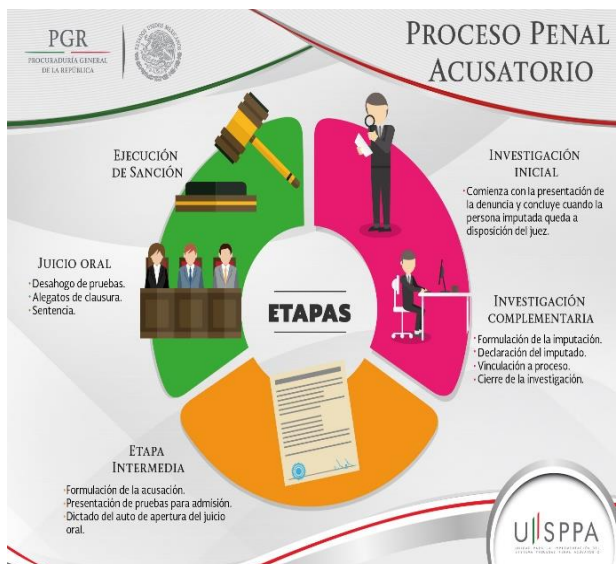 PGR
PROCURADURÍA GENERAL
DE LA REPÚBLICA
ESTADOS UNIDOS MEXICANOS
PROCESO PENAL
ACUSATORIO
INVESTIGACIÓN
INICIAL
·Comienza con la presentación de
la denuncia y concluye cuando la
persona imputada queda a
disposición del juez.
INVESTIGACIÓN
COMPLEMENTARIA
· Formulación de la imputación.
· Declaración del imputado.
· Vinculación a proceso.
· Cierre de la investigación.
ETAPA
INTERMEDIA
·Formulación de la acusación.
·Presentación de pruebas para admisión.
·Dictado del auto de apertura del juicio
oral.
JUICIO ORAL
·Desahogo de pruebas.
·Alegatos de clausura.
·Sentencia.
EJECUCIÓN
DE SANCIÓN
ETAPAS
UISPPA